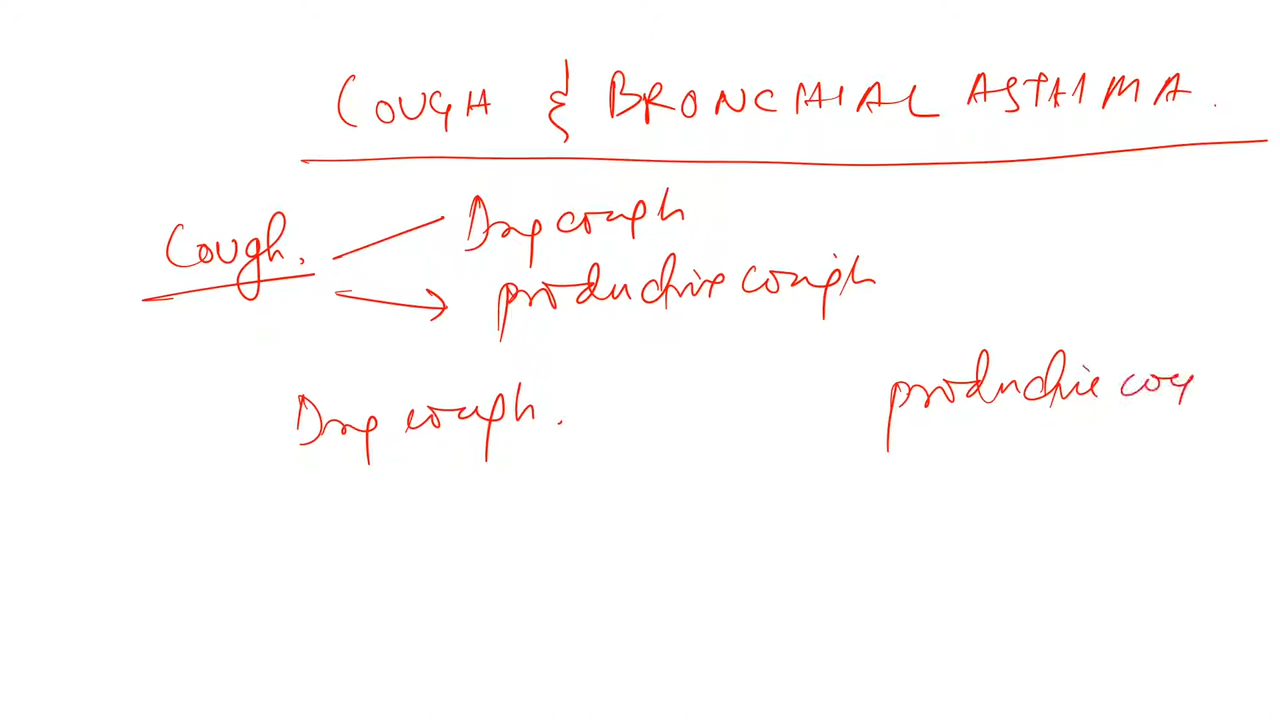 COUGH & BRONCHIAL ASTHMA.
Cough.
Dry cough
productive cough
Dry cough.
productive cou